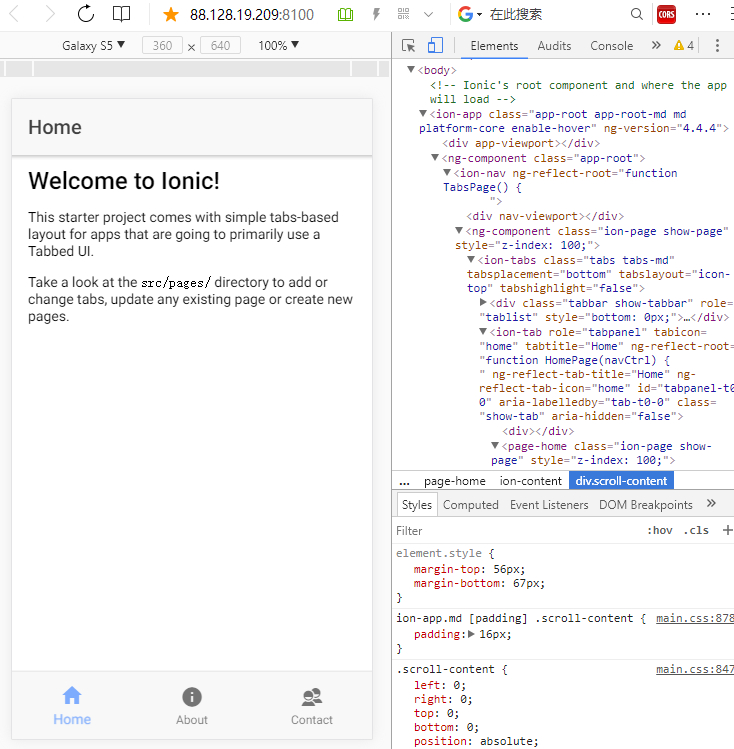 88.128.19.209:8100
在此搜索
CORS
Galaxy S5 ▼ 360 × 640 100% ▼
Elements Audits Console » 4
Home
Welcome to Ionic!
This starter project comes with simple tabs-based
layout for apps that are going to primarily use a
Tabbed UI.
Take a look at the src/pages/ directory to add or
change tabs, update any existing page or create new
pages.
Home
About
Contact
▼<body>
<!-- Ionic's root component and where the app
will load -->
▼<ion-app class="app-root app-root-md md
platform-core enable-hover" ng-version="4.4.4">
<div app-viewport></div>
▼<ng-component class="app-root">
▼<ion-nav ng-reflect-root="function
TabsPage() {
">
<div nav-viewport></div>
▼<ng-component class="ion-page show-page"
style="z-index: 100;">
▼<ion-tabs class="tabs tabs-md"
tabsplacement="bottom" tabslayout="icon-
top" tabshighlight="false">
▶<div class="tabbar show-tabbar" role=
"tablist" style="bottom: 0px;">…</div>
▼<ion-tab role="tabpanel" tabicon=
"home" tabtitle="Home" ng-reflect-root=
"function HomePage(navCtrl) {
" ng-reflect-tab-title="Home" ng-
reflect-tab-icon="home" id="tabpanel-t0
0" aria-labelledby="tab-t0-0" class=
"show-tab" aria-hidden="false">
<div></div>
▼<page-home class="ion-page show-
page" style="z-index: 100;">
... page-home ion-content div.scroll-content
Styles Computed Event Listeners DOM Breakpoints »
Filter :hov .cls +
element.style {
margin-top: 56px;
margin-bottom: 67px;
}
ion-app.md [padding] .scroll-content { main.css:878
padding:▶ 16px;
}
.scroll-content { main.css:847
left: 0;
right: 0;
top: 0;
bottom: 0;
position: absolute;